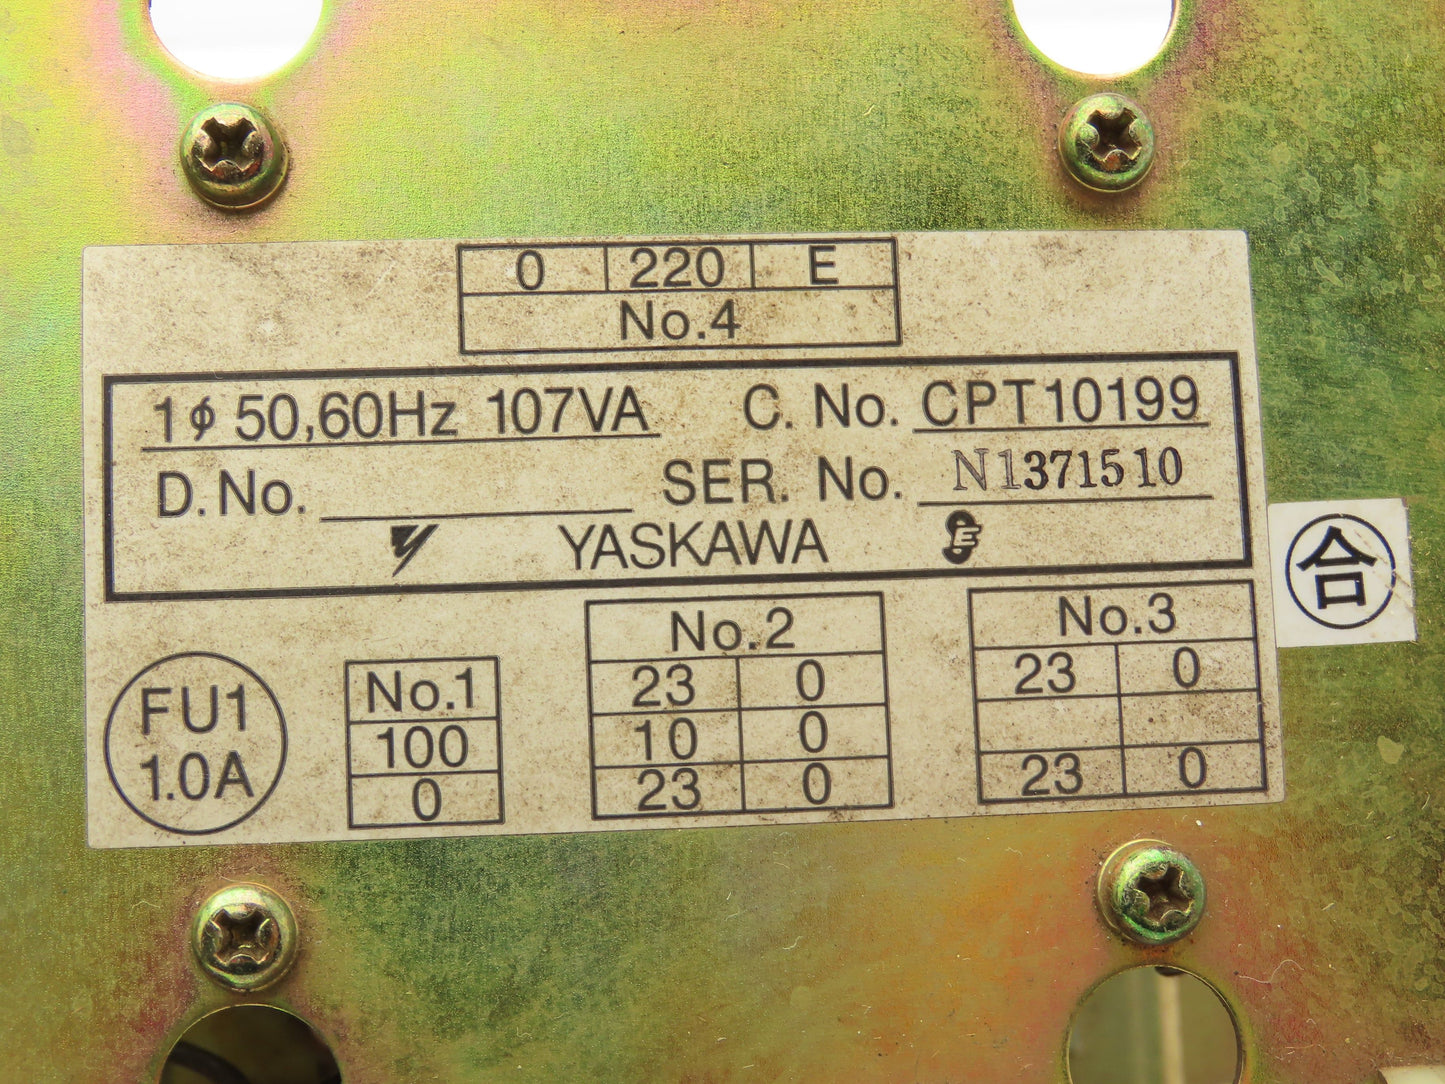 0 220 E
No.4
1φ 50,60Hz 107VA C. No. CPT10199
D.No. SER. No. N1371510
YASKAWA E
合
No.2
23 0
10 0
23 0
No.3
23 0
23 0
No.1
100
0
FU1
1.0A